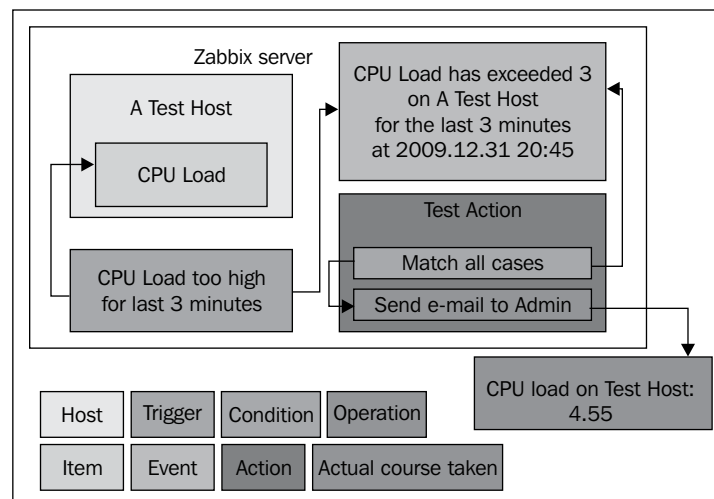 Zabbix server
A Test Host
CPU Load
CPU Load too high
for last 3 minutes
CPU Load has exceeded 3
on A Test Host
for the last 3 minutes
at 2009.12.31 20:45
Test Action
Match all cases
Send e-mail to Admin
CPU load on Test Host:
4.55
Host
Trigger
Condition
Operation
Item
Event
Action
Actual course taken